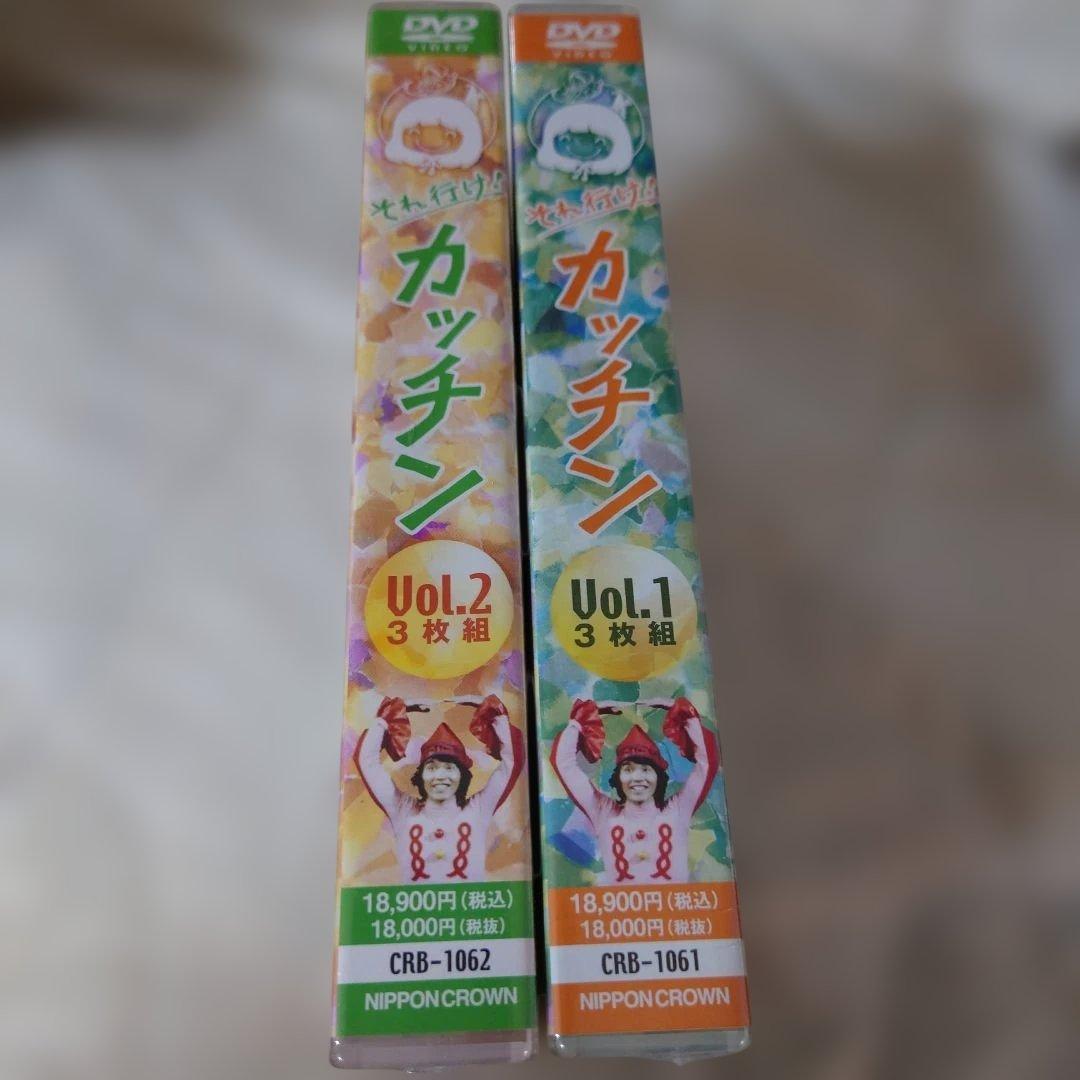 DVD
VIDEO
それ行け!
カッチン
Vol.2
3枚組
18,900円(税込)
18,000円(税抜)
CRB-1062
NIPPON CROWN
DVD
VIDEO
それ行け!
カッチン
Vol.1
3枚組
18,900円(税込)
18,000円(税抜)
CRB-1061
NIPPON CROWN